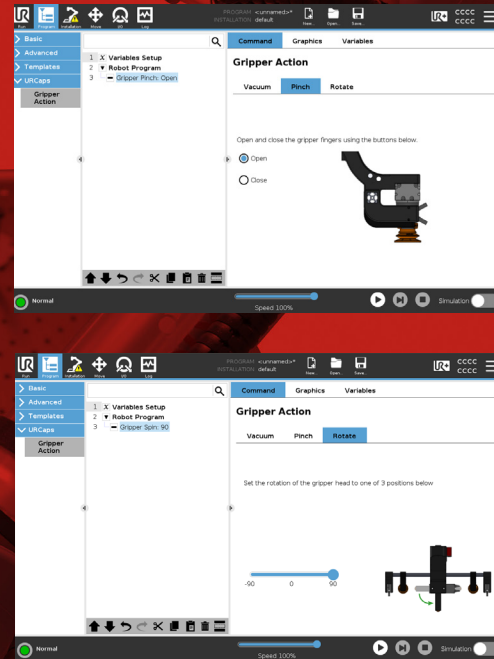 PROGRAM <unnamed>*
INSTALLATION default
CCCC
CCCC
Run Program Installation Move I/O Log New... Open... Save...
Basic
Advanced
Templates
URCaps
Gripper
Action
1 X Variables Setup
2 Robot Program
3 Gripper Pinch: Open
Command Graphics Variables
Gripper Action
Vacuum Pinch Rotate
Open and close the gripper fingers using the buttons below.
Open
Close
Normal
Speed 100%
Simulation
PROGRAM <unnamed>*
INSTALLATION default
CCCC
CCCC
Run Program Installation Move I/O Log New... Open... Save...
Basic
Advanced
Templates
URCaps
Gripper
Action
1 X Variables Setup
2 Robot Program
3 Gripper Spin: 90
Command Graphics Variables
Gripper Action
Vacuum Pinch Rotate
Set the rotation of the gripper head to one of 3 positions below
-90 0 90
Normal
Speed 100%
Simulation